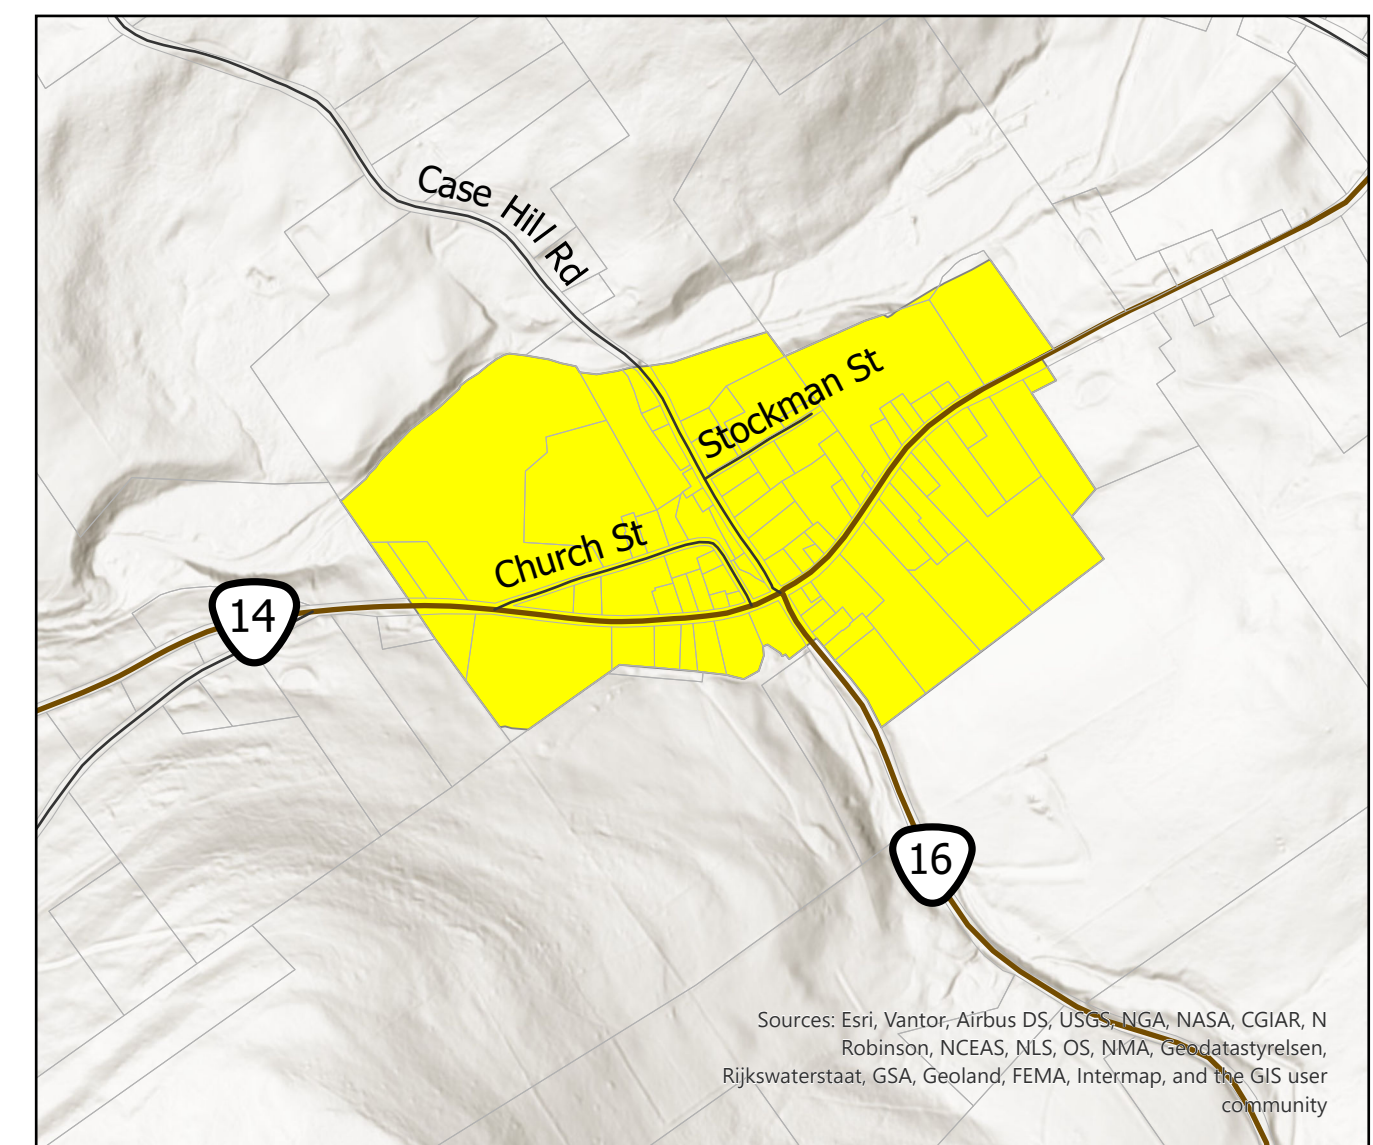 Case Hill Rd
Stockman St
Church St
14
16
Sources: Esri, Vantor, Airbus DS, USGS, NGA, NASA, CGIAR, N
Robinson, NCEAS, NLS, OS, NMA, Geodatastyrelsen,
Rijkswaterstaat, GSA, Geoland, FEMA, Intermap, and the GIS user
community